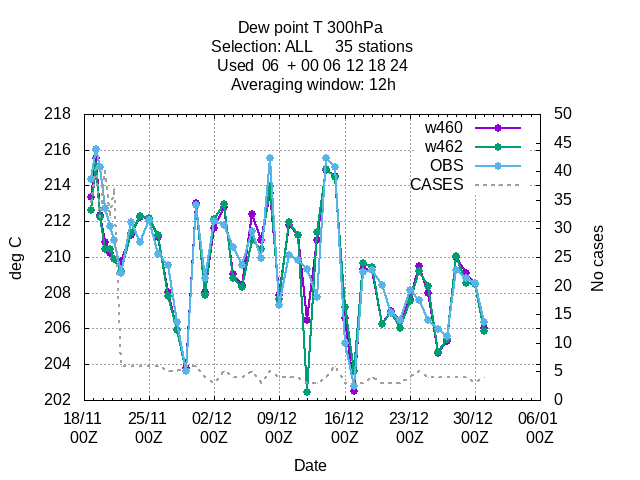 Dew point T 300hPa
Selection: ALL     35 stations
Used  06  + 00 06 12 18 24
Averaging window: 12h
218 50
w460
w462
OBS
CASES
216 45
214 40
212 35
210 30
208 25
206 20
204 15
202 10
5
0
deg C
No cases
18/11 25/11 02/12 09/12 16/12 23/12 30/12 06/01
00Z 00Z 00Z 00Z 00Z 00Z 00Z 00Z
Date